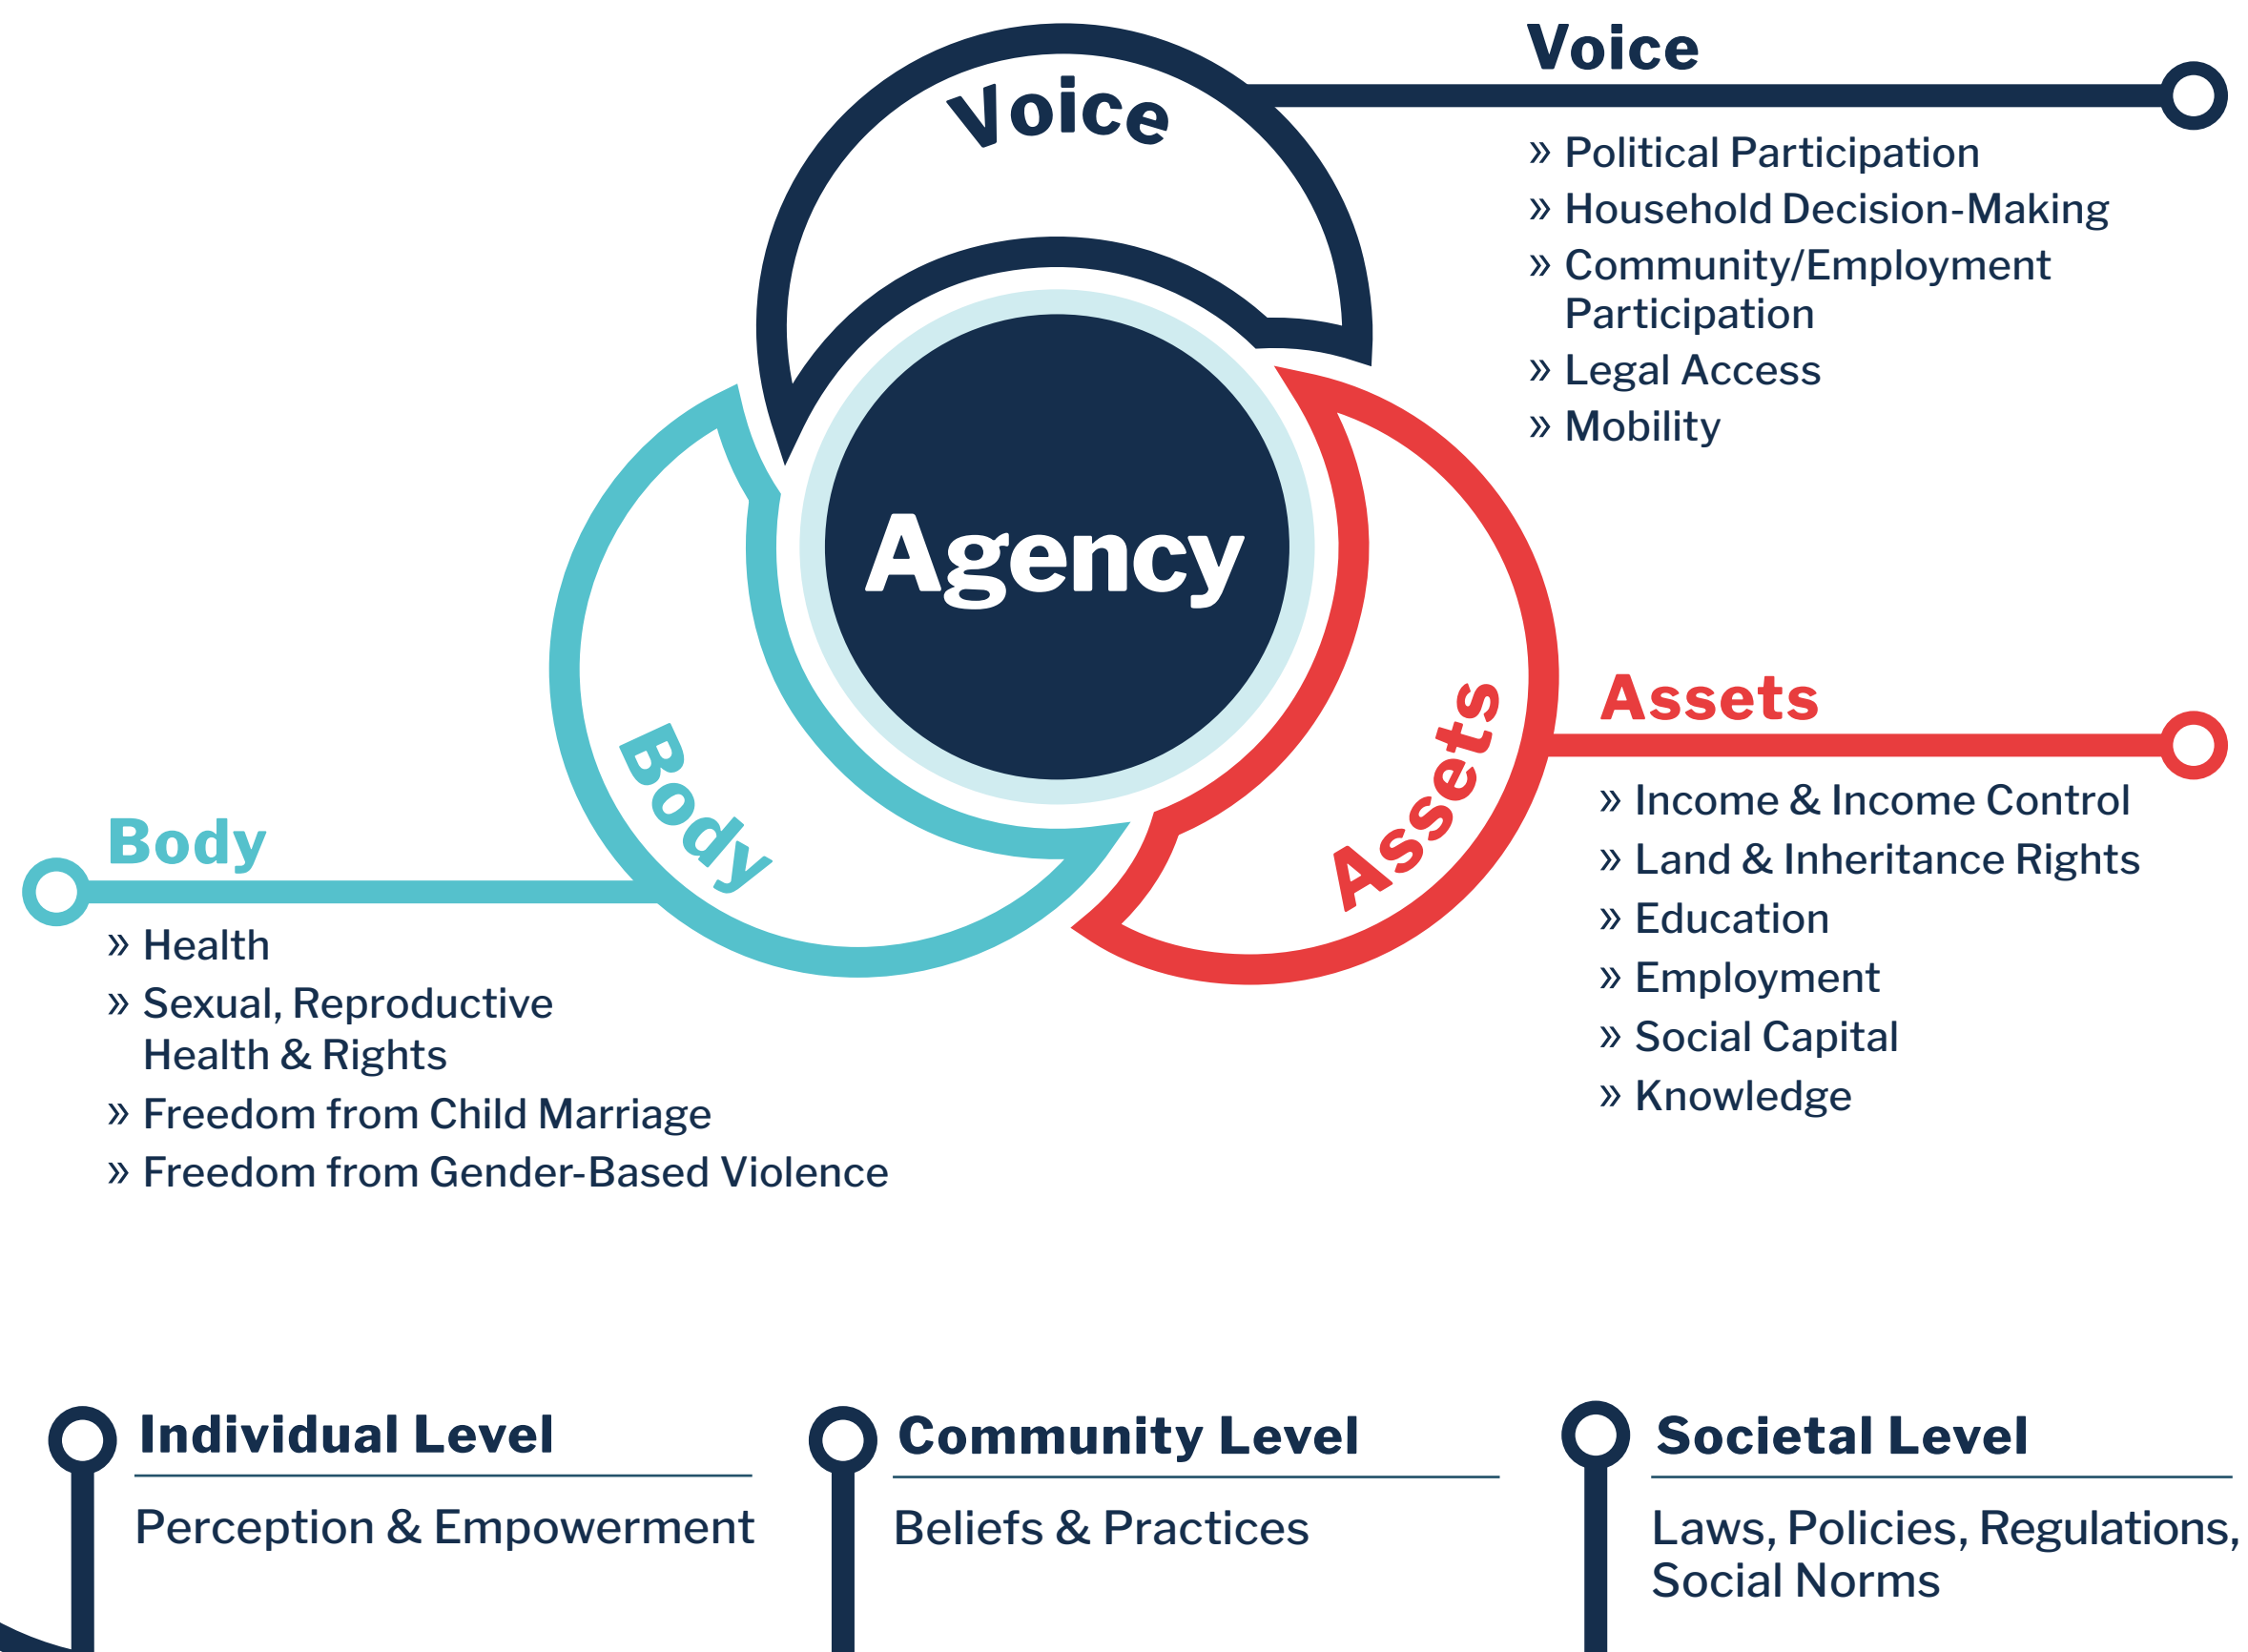 Voice
Voice
» Political Participation
» Household Decision-Making
» Community/Employment
Participation
» Legal Access
» Mobility
Agency
Assets
Assets
» Income & Income Control
» Land & Inheritance Rights
» Education
» Employment
» Social Capital
» Knowledge
Body
Body
» Health
» Sexual, Reproductive
Health & Rights
» Freedom from Child Marriage
» Freedom from Gender-Based Violence
Individual Level
Perception & Empowerment
Community Level
Beliefs & Practices
Societal Level
Laws, Policies, Regulations,
Social Norms